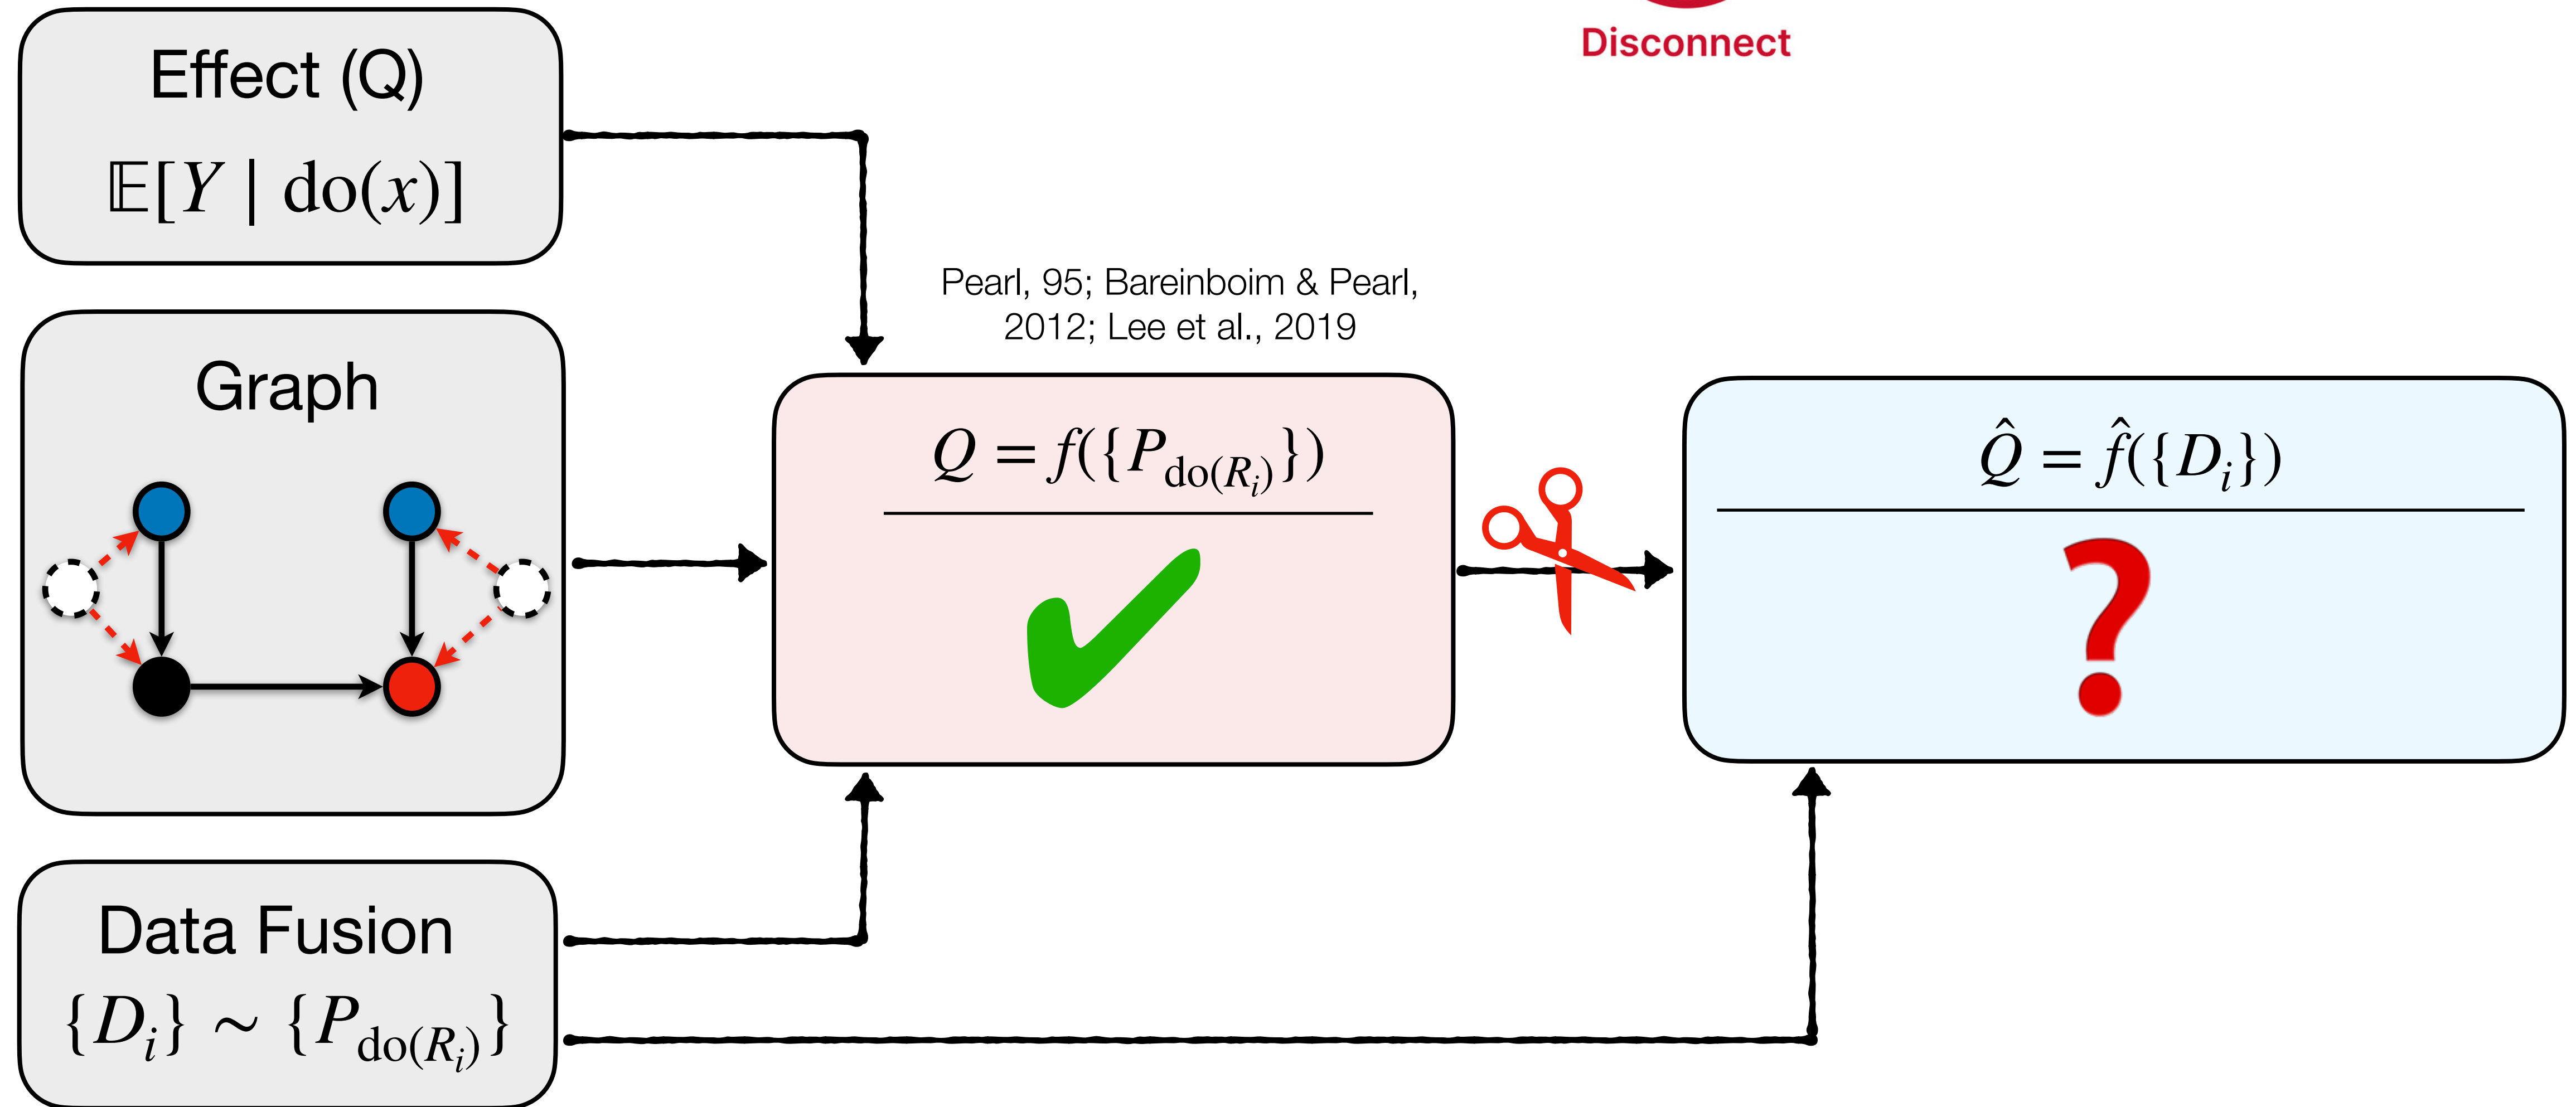 Disconnect
Effect (Q)
𝔼[Y | do(x)]
Graph
Data Fusion
{D_i} ~ {P_do(R_i)}
Pearl, 95; Bareinboim & Pearl,
2012; Lee et al., 2019
Q = f({P_do(R_i)})
Q̂ = f̂({D_i})
?